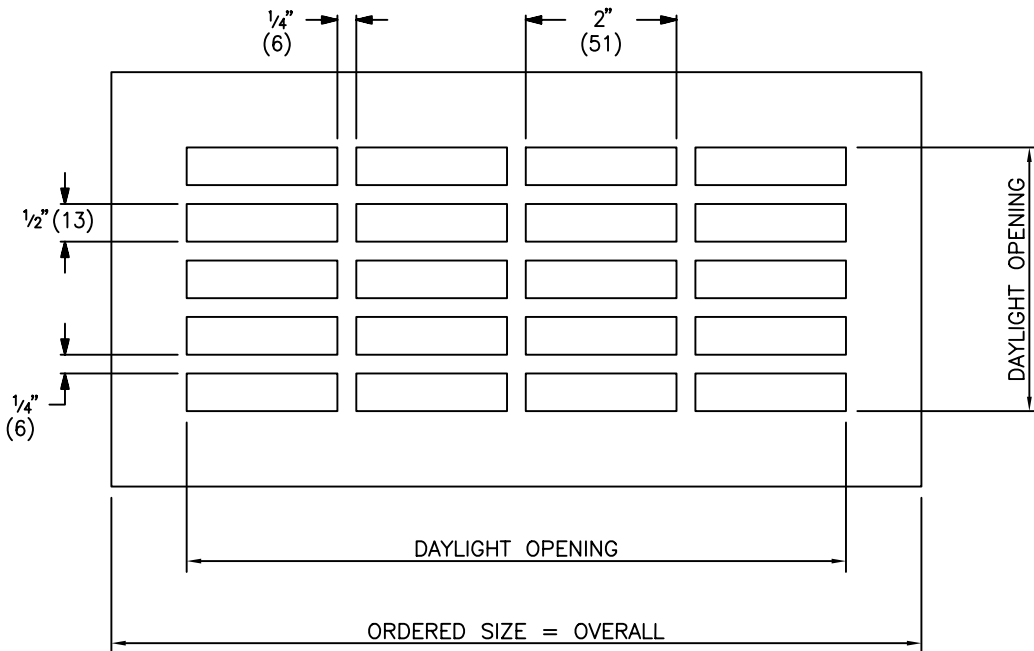 ¼"
(6)
2"
(51)
½" (13)
¼"
(6)
DAYLIGHT OPENING
DAYLIGHT OPENING
ORDERED SIZE = OVERALL